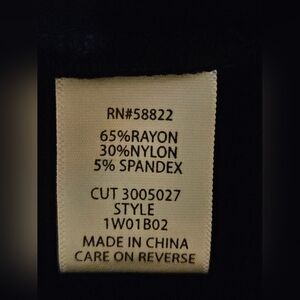 RN#58822
65%RAYON
30%NYLON
5% SPANDEX
CUT 3005027
STYLE
1W01B02
MADE IN CHINA
CARE ON REVERSE